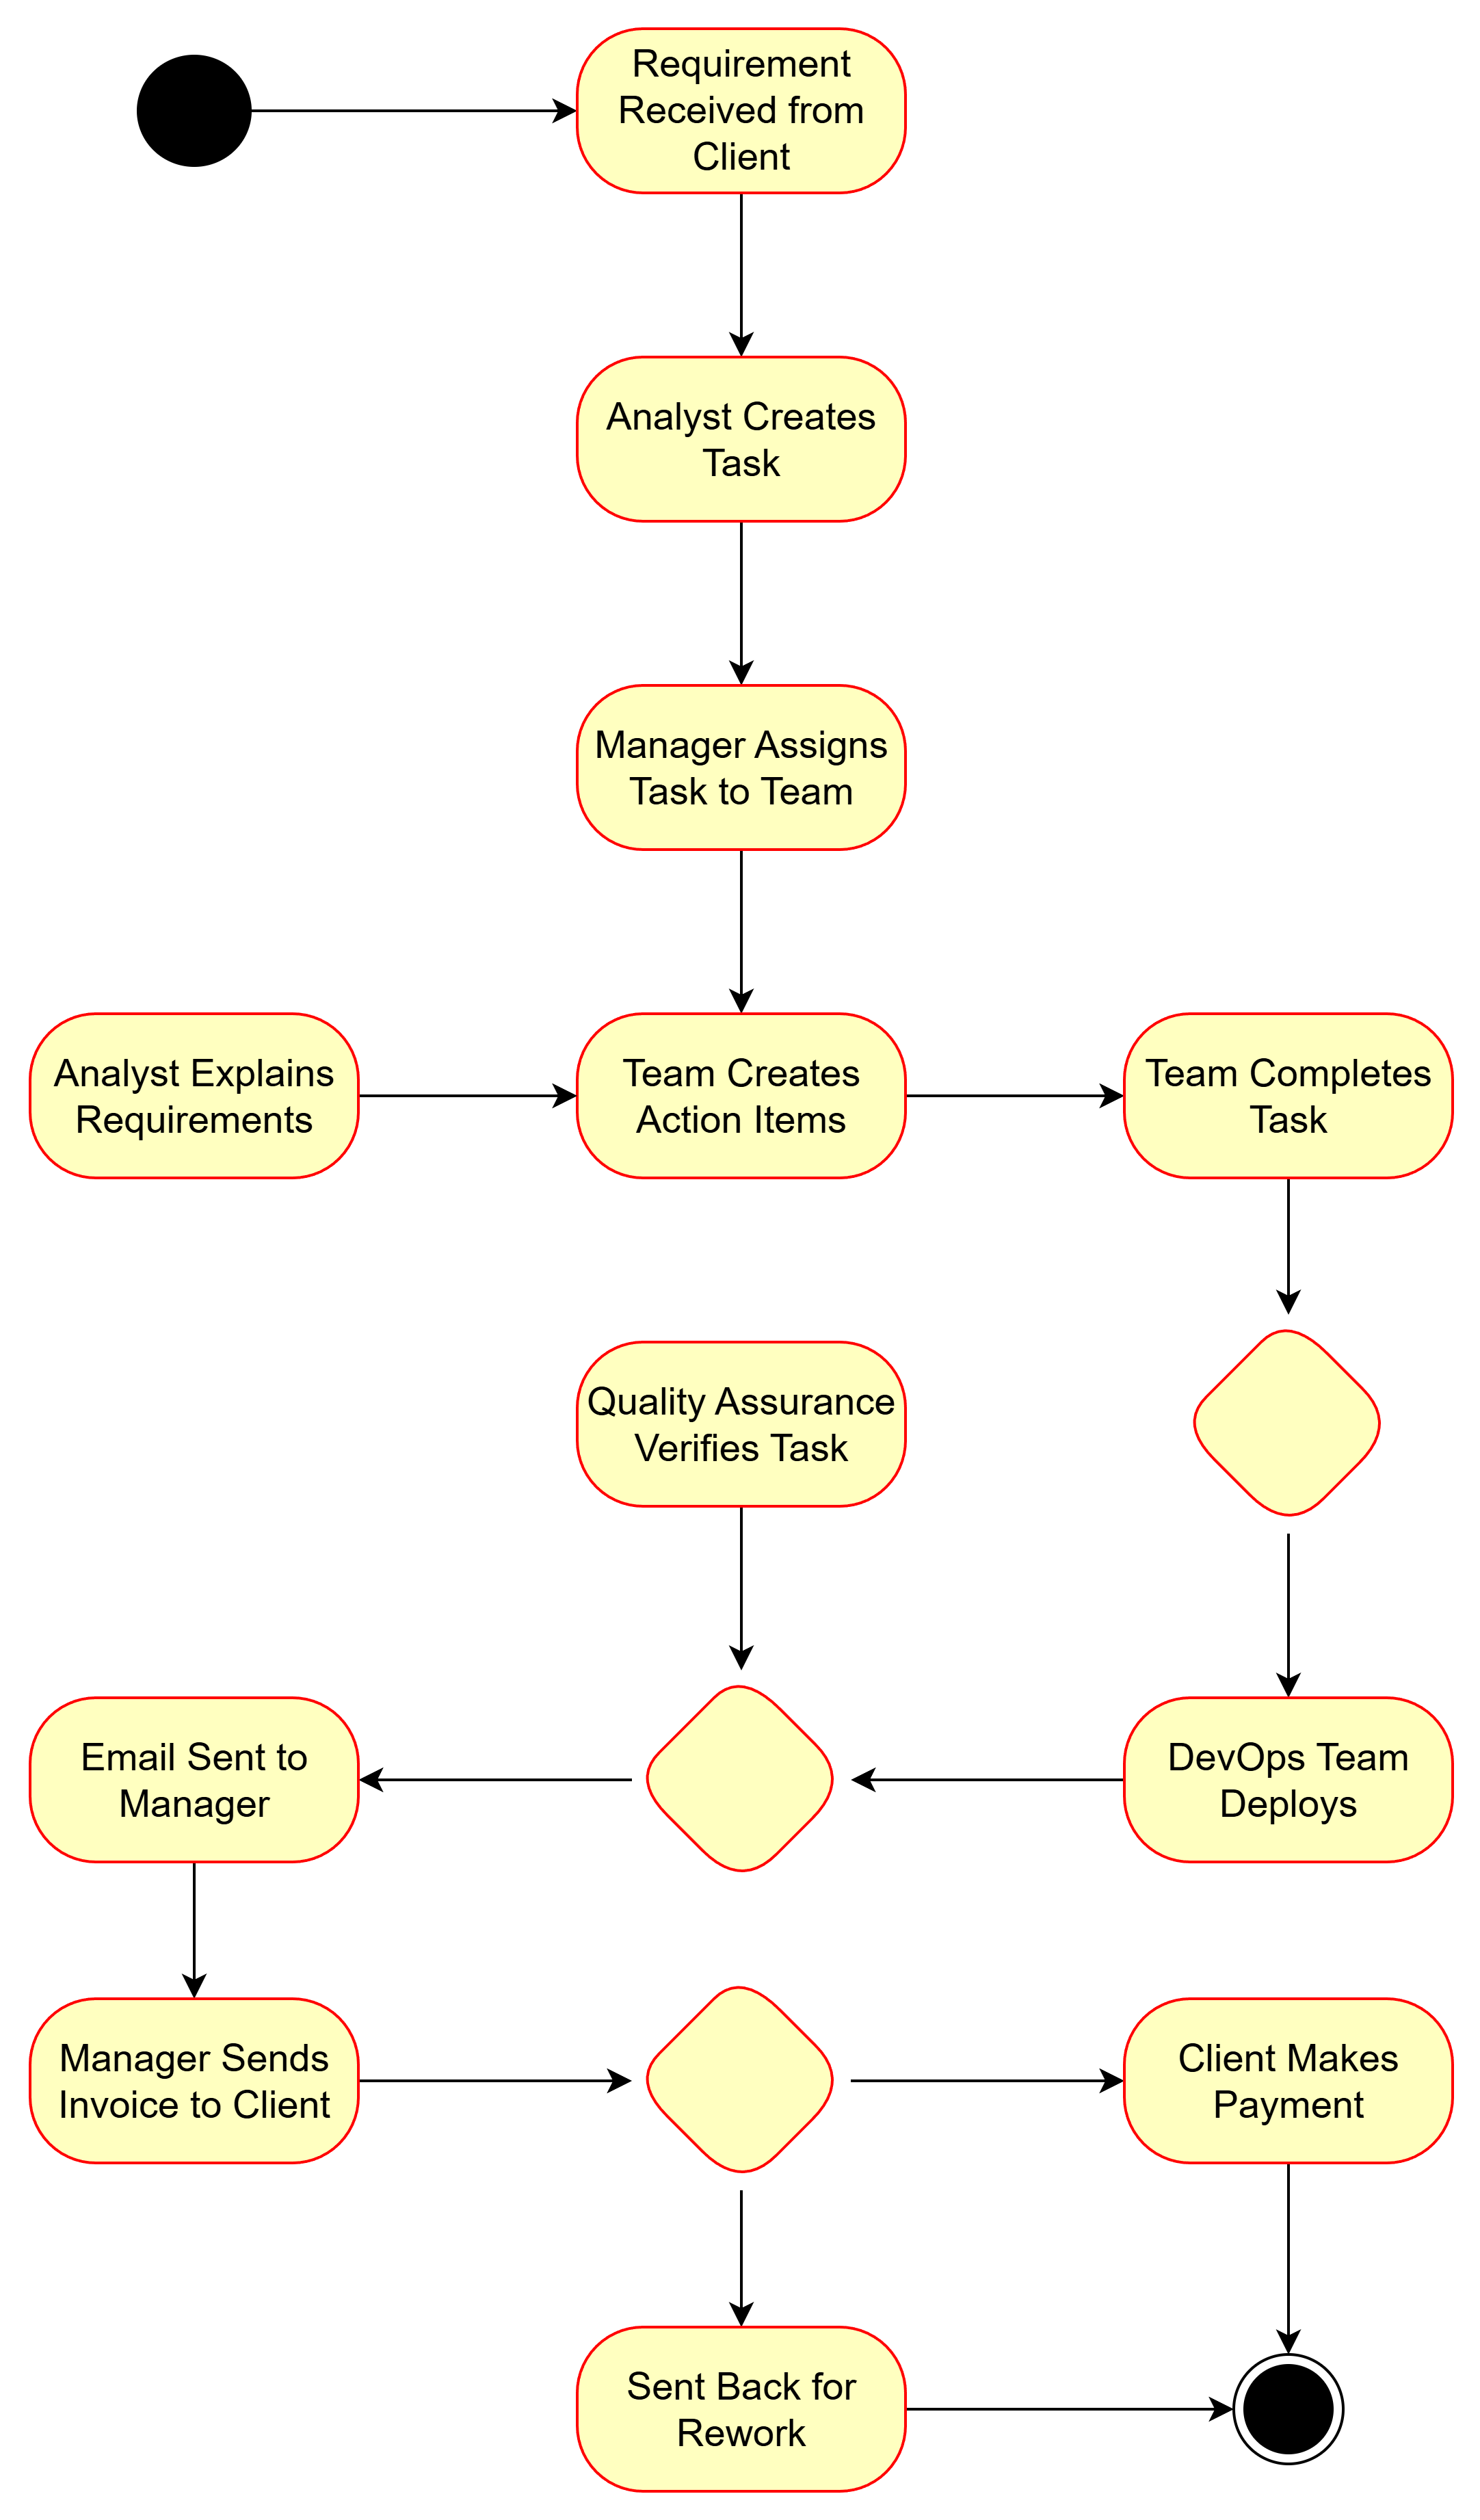 Requirement
Received from
Client
Analyst Creates
Task
Manager Assigns
Task to Team
Analyst Explains
Requirements
Team Creates
Action Items
Team Completes
Task
Quality Assurance
Verifies Task
Email Sent to
Manager
DevOps Team
Deploys
Manager Sends
Invoice to Client
Client Makes
Payment
Sent Back for
Rework